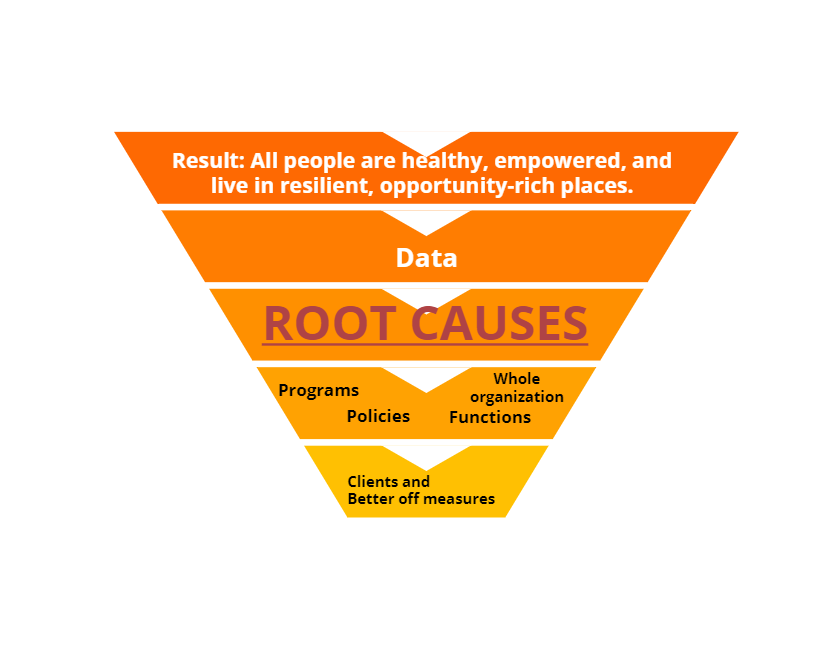 Result: All people are healthy, empowered, and
live in resilient, opportunity-rich places.
Data
ROOT CAUSES
Programs
Policies
Whole
organization
Functions
Clients and
Better off measures